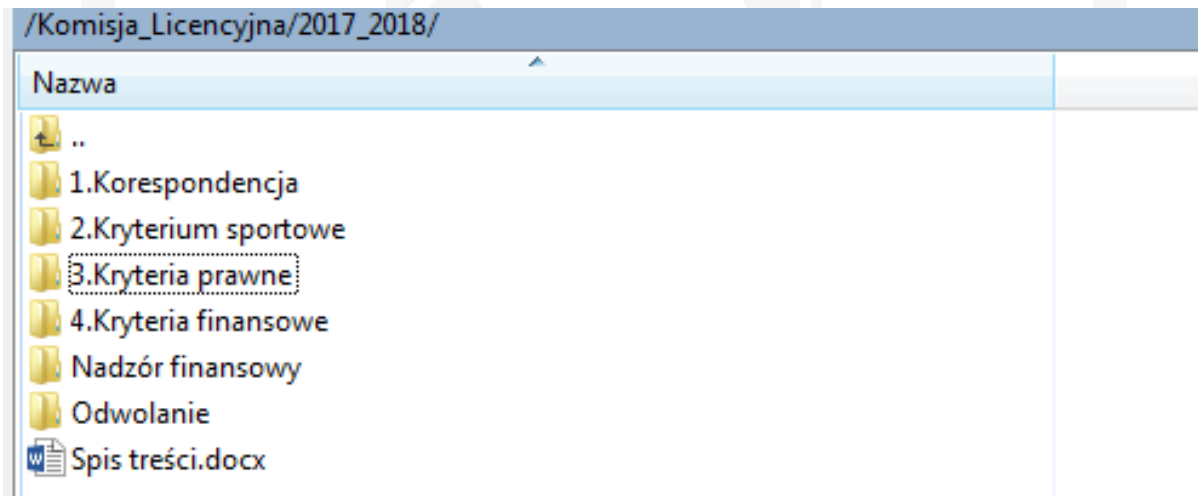 /Komisja_Licencyjna/2017_2018/
Nazwa
..
1.Korespondencja
2.Kryterium sportowe
3.Kryteria prawne
4.Kryteria finansowe
Nadzór finansowy
Odwolanie
Spis treści.docx